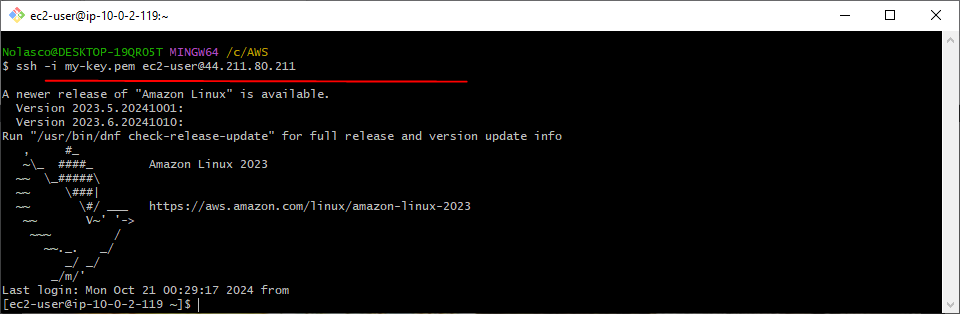 ec2-user@ip-10-0-2-119:~
Nolasco@DESKTOP-19QRO5T MINGW64 /c/AWS
$ ssh -i my-key.pem ec2-user@44.211.80.211
A newer release of "Amazon Linux" is available.
  Version 2023.5.20241001:
  Version 2023.6.20241010:
Run "/usr/bin/dnf check-release-update" for full release and version update info
   ,     #_
   ~\_  ####_        Amazon Linux 2023
  ~~  \_#####\
  ~~     \###|
  ~~       \#/ ___   https://aws.amazon.com/linux/amazon-linux-2023
   ~~       V~' '->
    ~~~         /
      ~~._.   _/
         _/ _/
       _/m/'
Last login: Mon Oct 21 00:29:17 2024 from
[ec2-user@ip-10-0-2-119 ~]$